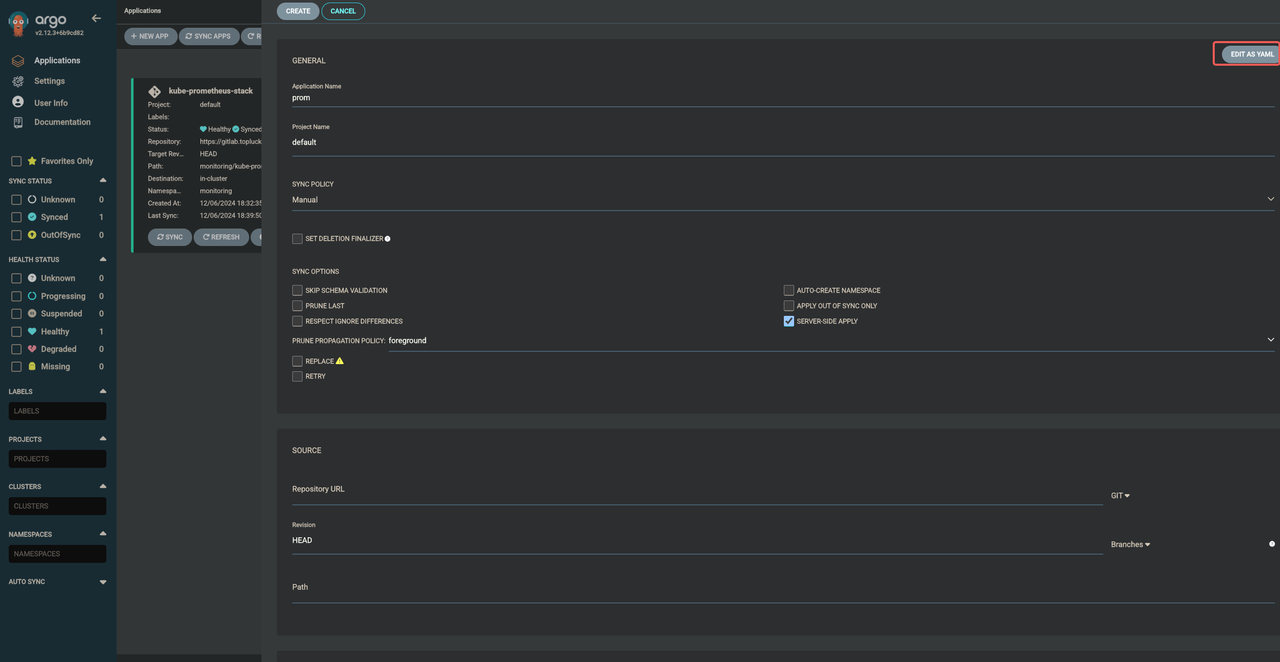 argo
v2.12.3+6b9cd82
Applications
Settings
User Info
Documentation
Favorites Only
SYNC STATUS
Unknown 0
Synced 1
OutOfSync 0
HEALTH STATUS
Unknown 0
Progressing 0
Suspended 0
Healthy 1
Degraded 0
Missing 0
LABELS
LABELS
PROJECTS
PROJECTS
CLUSTERS
CLUSTERS
NAMESPACES
NAMESPACES
AUTO SYNC
Applications
+ NEW APP SYNC APPS R
kube-prometheus-stack
Project: default
Labels:
Status: Healthy Synced
Repository: https://gitlab.topluck
Target Rev... HEAD
Path: monitoring/kube-pro
Destination: in-cluster
Namespa... monitoring
Created At: 12/06/2024 18:32:35
Last Sync: 12/06/2024 18:39:50
SYNC REFRESH
CREATE CANCEL
GENERAL
EDIT AS YAML
Application Name
prom
Project Name
default
SYNC POLICY
Manual
SET DELETION FINALIZER
SYNC OPTIONS
SKIP SCHEMA VALIDATION AUTO-CREATE NAMESPACE
PRUNE LAST APPLY OUT OF SYNC ONLY
RESPECT IGNORE DIFFERENCES SERVER-SIDE APPLY
PRUNE PROPAGATION POLICY: foreground
REPLACE
RETRY
SOURCE
Repository URL
GIT
Revision
HEAD
Branches
Path